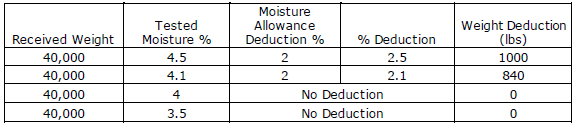 Received Weight | Tested Moisture % | Moisture Allowance Deduction % | % Deduction | Weight Deduction (lbs)
40,000 | 4.5 | 2 | 2.5 | 1000
40,000 | 4.1 | 2 | 2.1 | 840
40,000 | 4 | No Deduction | 0
40,000 | 3.5 | No Deduction | 0